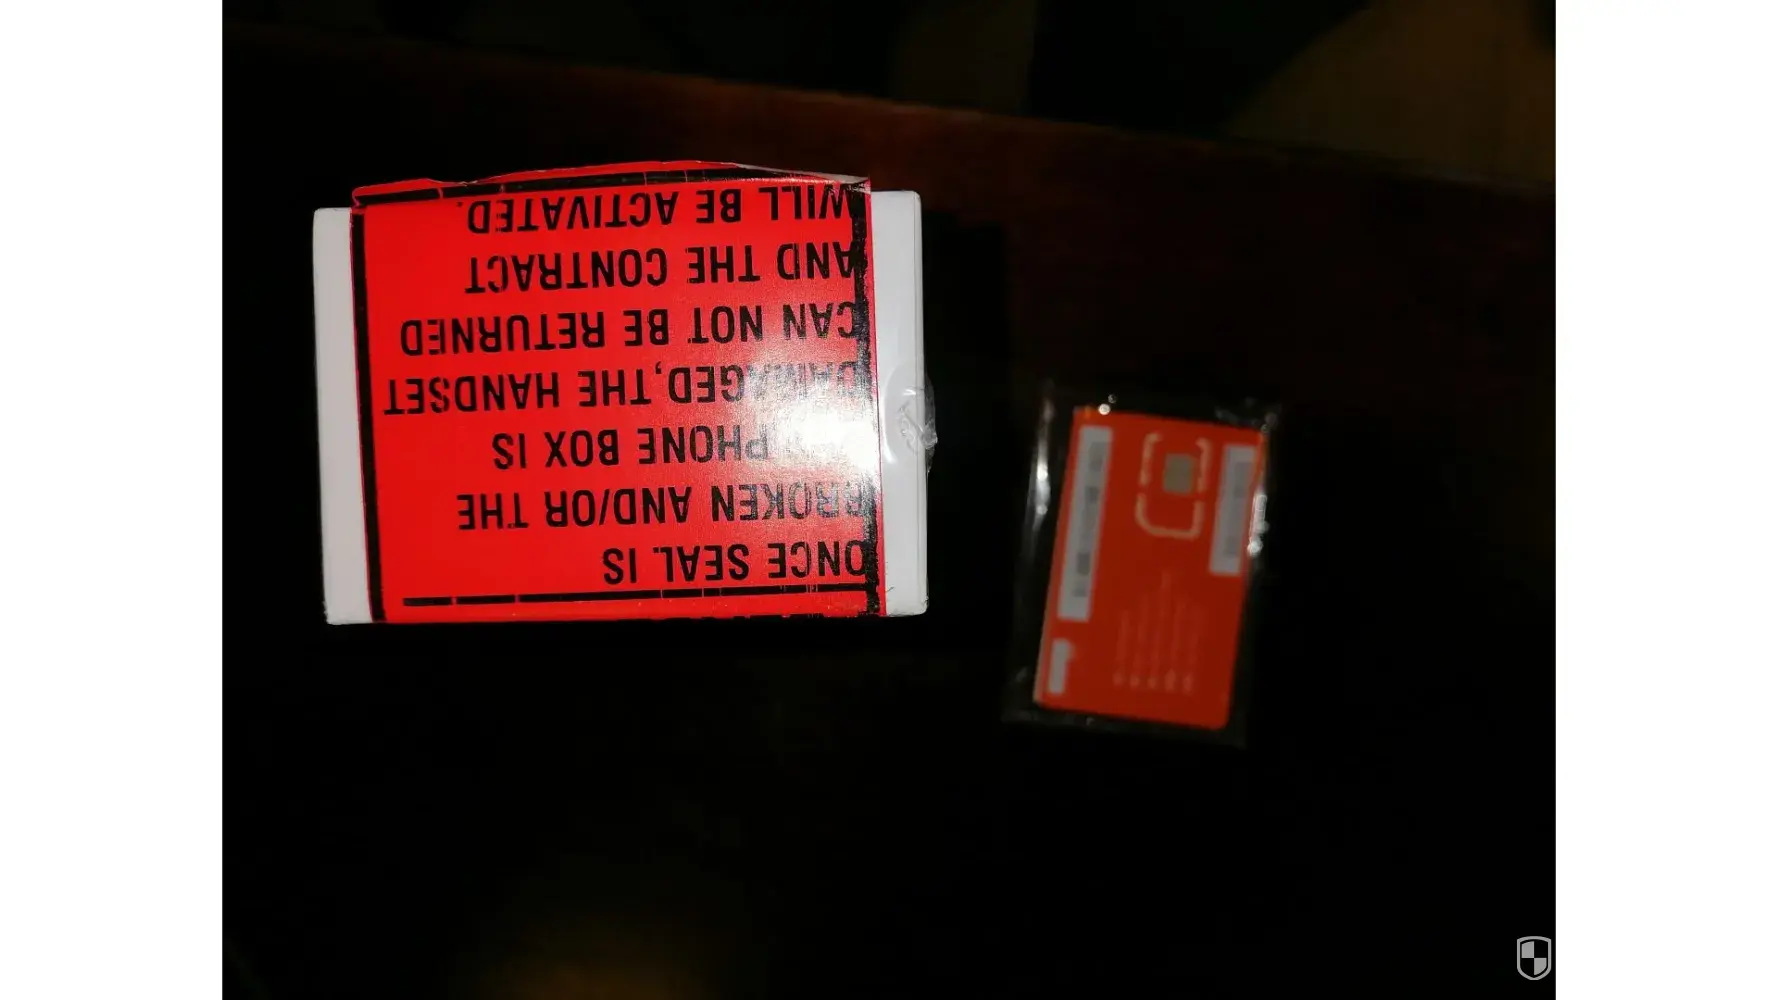 ONCE SEAL IS
BROKEN AND/OR THE
PHONE BOX IS
DAMAGED, THE HANDSET
CAN NOT BE RETURNED
AND THE CONTRACT
WILL BE ACTIVATED.